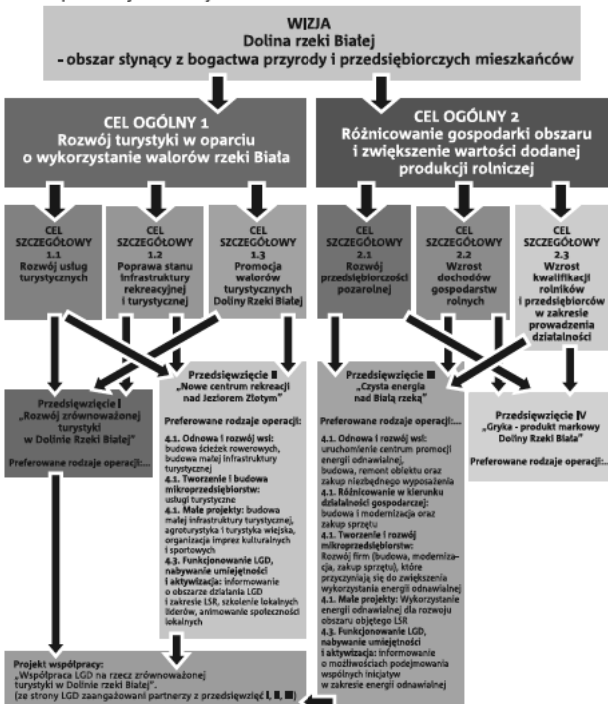 WIZJA
Dolina rzeki Białej
- obszar słynący z bogactwa przyrody i przedsiębiorczych mieszkańców
CEL OGÓLNY 1
Rozwój turystyki w oparciu
o wykorzystanie walorów rzeki Biała
CEL OGÓLNY 2
Różnicowanie gospodarki obszaru
i zwiększenie wartości dodanej
produkcji rolniczej
CEL
SZCZEGÓŁOWY
1.1
Rozwój usług
turystycznych
CEL
SZCZEGÓŁOWY
1.2
Poprawa stanu
infrastruktury
rekreacyjnej
i turystycznej
CEL
SZCZEGÓŁOWY
1.3
Promocja
walorów
turystycznych
Doliny Rzeki Białej
CEL
SZCZEGÓŁOWY
2.1
Rozwój
przedsiębiorczości
pozarolnej
CEL
SZCZEGÓŁOWY
2.2
Wzrost
dochodów
gospodarstw
rolnych
CEL
SZCZEGÓŁOWY
2.3
Wzrost
kwalifikacji
rolników
i przedsiębiorców
w zakresie
prowadzenia
działalności
Przedsięwzięcie I
„Rozwój zrównoważonej
turystyki
w Dolinie Rzeki Białej”
Preferowane rodzaje operacji:...
Przedsięwzięcie II
„Nowe centrum rekreacji
nad Jeziorem Złotym”
Preferowane rodzaje operacji:
4.1. Odnowa i rozwój wsi:
budowa ścieżek rowerowych,
budowa małej infrastruktury
turystycznej
4.1. Tworzenie i budowa
mikroprzedsiębiorstw:
usługi turystyczne
4.1. Małe projekty: budowa
małej infrastruktury turystycznej,
agroturystyka i turystyka wiejska,
organizacja imprez kulturalnych
i sportowych
4.3. Funkcjonowanie LGD,
nabywanie umiejętności
i aktywizacja: informowanie
o obszarze działania LGD
i zakresie LSR, szkolenie lokalnych
liderów, animowanie społeczności
lokalnych
Przedsięwzięcie III
„Czysta energia
nad Białą rzeką”
Preferowane rodzaje operacji:...
4.1. Odnowa i rozwój wsi:
uruchomienie centrum promocji
energii odnawialnej,
budowa, remont obiektu oraz
zakup niezbędnego wyposażenia
4.1. Różnicowanie w kierunku
działalności gospodarczej:
budowa i modernizacja oraz
zakup sprzętu
4.1. Tworzenie i rozwój
mikroprzedsiębiorstw:
Rozwój firm (budowa, moderniza-
cja, zakup sprzętu), które
przyczyniają się do zwiększenia
wykorzystania energii odnawialnej
4.1. Małe projekty: Wykorzystanie
energii odnawialnej dla rozwoju
obszaru objętego LSR
4.3. Funkcjonowanie LGD,
nabywanie umiejętności
i aktywizacja: informowanie
o możliwościach podejmowania
wspólnych inicjatyw
w zakresie energii odnawialnej
Przedsięwzięcie IV
„Gryka - produkt markowy
Doliny Rzeki Biała”
Preferowane rodzaje operacji:...
Projekt współpracy:
„Współpraca LGD na rzecz zrównoważonej
turystyki w Dolinie rzeki Białej”.
(ze strony LGD zaangażowani partnerzy z przedsięwzięć I, II, III)